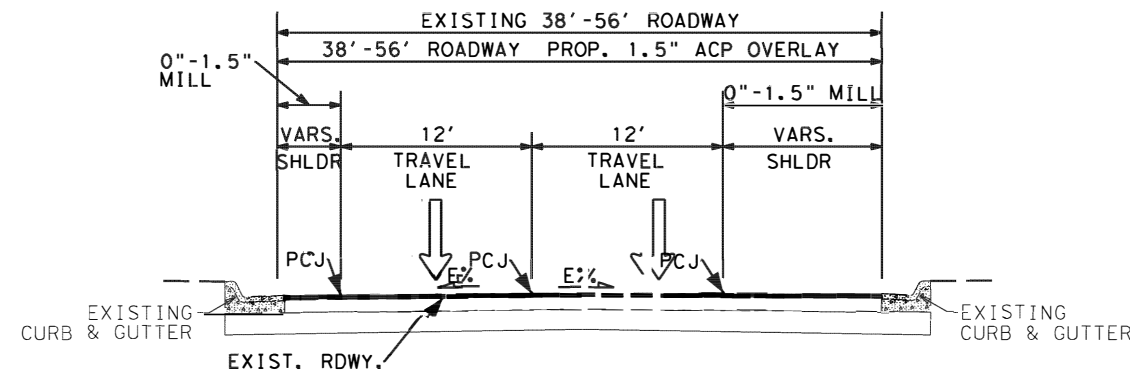 EXISTING 38'-56' ROADWAY
38'-56' ROADWAY PROP. 1.5" ACP OVERLAY
0"-1.5"
MILL
0"-1.5" MILL
VARS.
SHLDR
12'
TRAVEL
LANE
12'
TRAVEL
LANE
VARS.
SHLDR
PCJ
E%
PCJ
E%
PCJ
EXISTING
CURB & GUTTER
EXISTING
CURB & GUTTER
EXIST. RDWY.